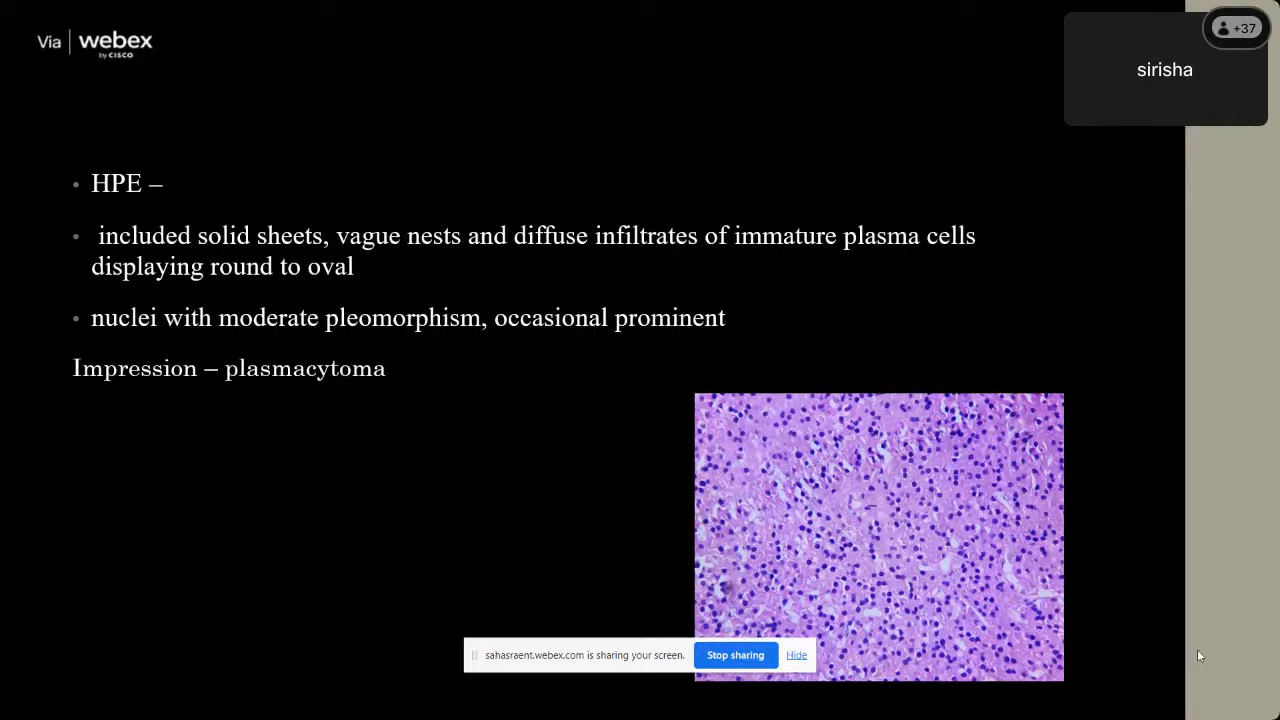 Via webex
by CISCO
+37
sirisha
• HPE –
• included solid sheets, vague nests and diffuse infiltrates of immature plasma cells
displaying round to oval
• nuclei with moderate pleomorphism, occasional prominent
Impression – plasmacytoma
sahasraent.webex.com is sharing your screen. Stop sharing Hide